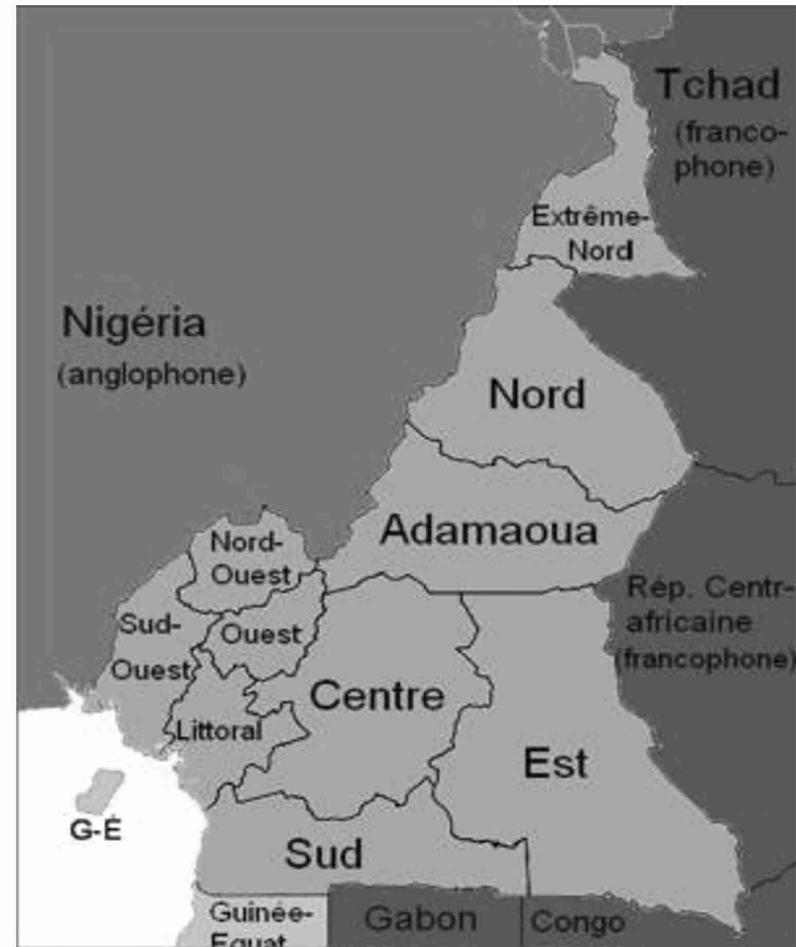 Tchad
(franco-
phone)
Extrême-
Nord
Nigéria
(anglophone)
Nord
Adamaoua
Nord-
Ouest
Rép. Centr-
africaine
(francophone)
Sud-
Ouest
Ouest
Centre
Littoral
Est
G-É
Sud
Guinée-
Equat
Gabon
Congo